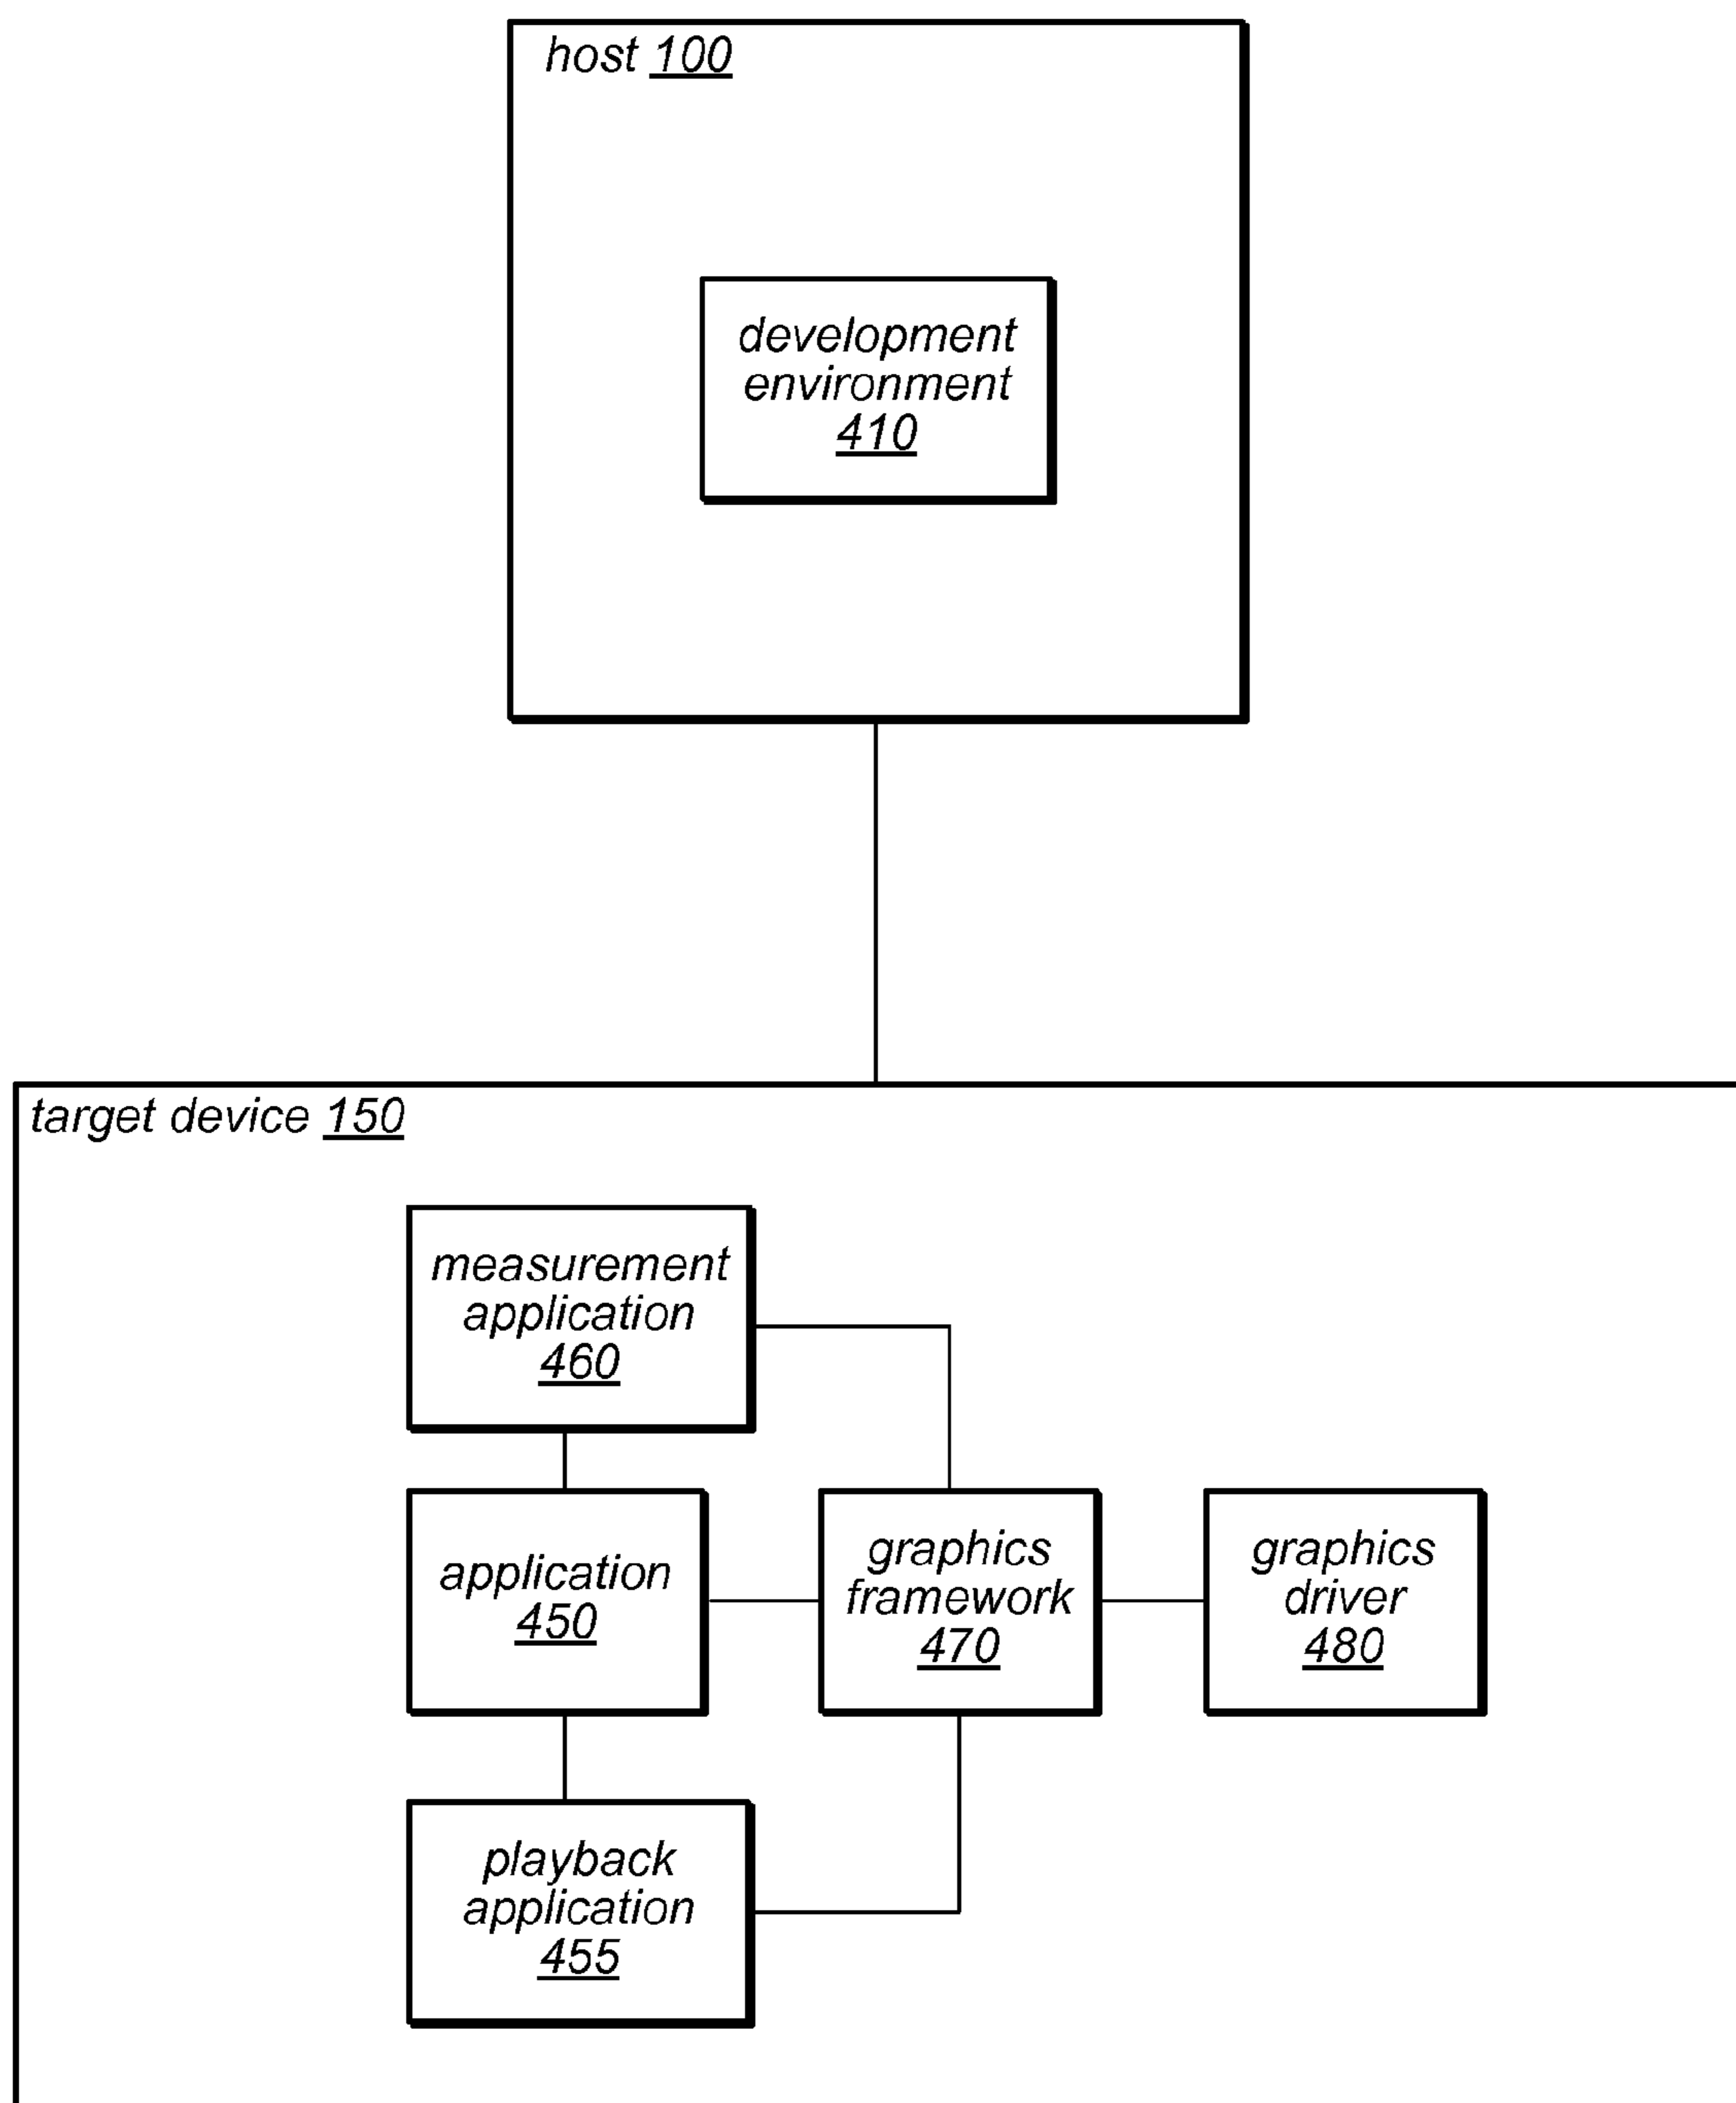 host 100
development
environment
410
target device 150
measurement
application
460
application
450
graphics
framework
470
graphics
driver
480
playback
application
455